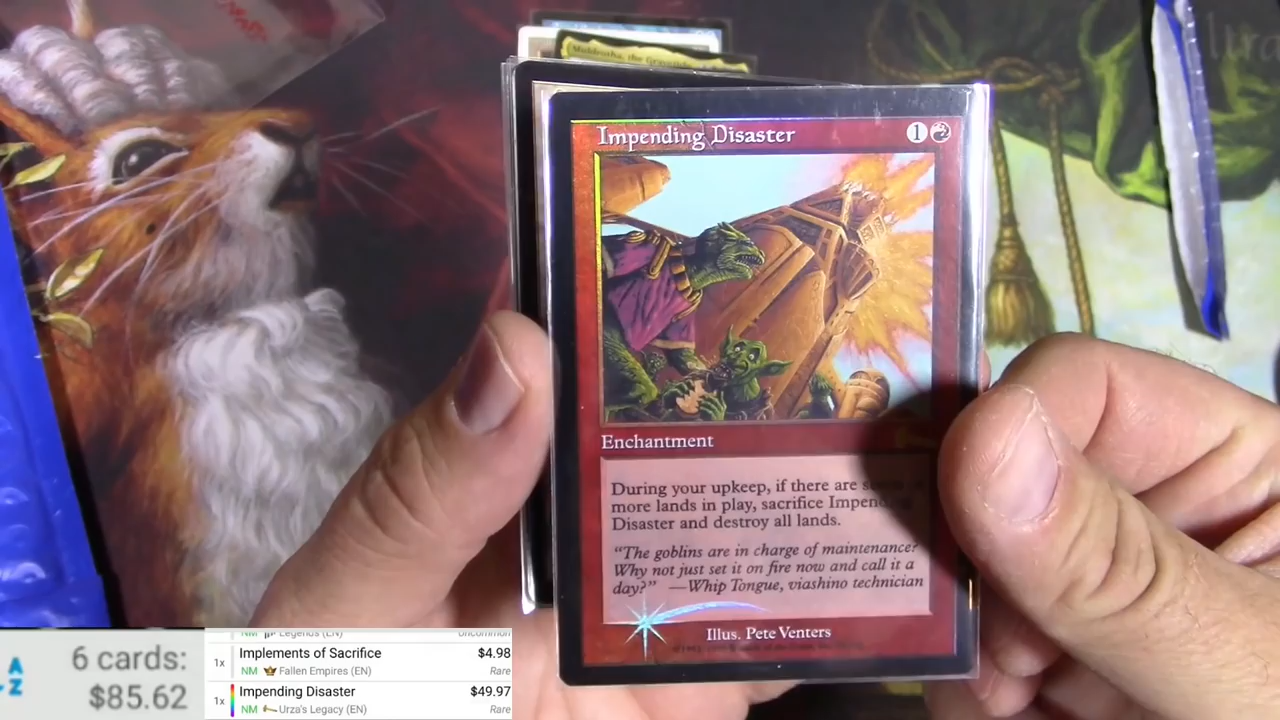 Muldrotha, the Gravetide
Impending Disaster 1
Enchantment
During your upkeep, if there are
more lands in play, sacrifice Impending
Disaster and destroy all lands.
"The goblins are in charge of maintenance?
Why not just set it on fire now and call it a
day?" —Whip Tongue, viashino technician
Illus. Pete Venters
A
Z
6 cards:
$85.62
NM Legends (EN) Uncommon
1x Implements of Sacrifice $4.98
NM Fallen Empires (EN) Rare
1x Impending Disaster $49.97
NM Urza's Legacy (EN) Rare